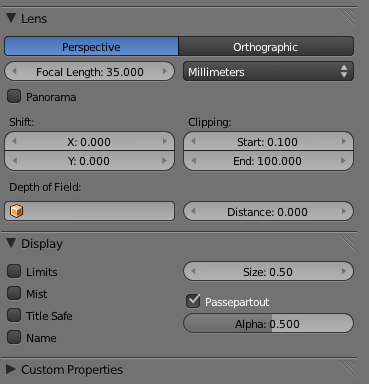 Lens
Perspective Orthographic
Focal Length: 35.000 Millimeters
Panorama
Shift: Clipping:
X: 0.000 Start: 0.100
Y: 0.000 End: 100.000
Depth of Field:
Distance: 0.000
Display
Limits Size: 0.50
Mist Passepartout
Title Safe Alpha: 0.500
Name
Custom Properties